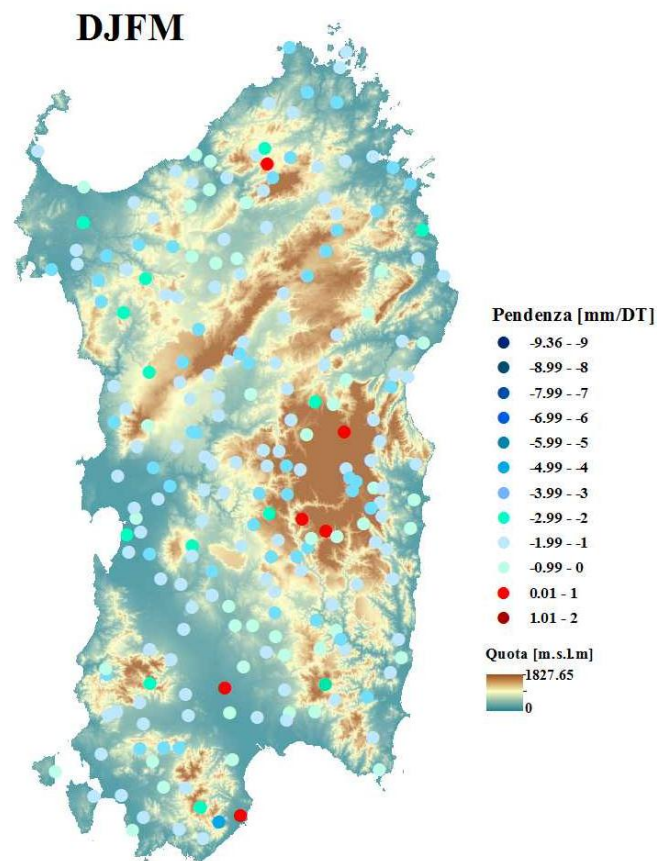 DJFM
Pendenza [mm/DT]
-9.36 - -9
-8.99 - -8
-7.99 - -7
-6.99 - -6
-5.99 - -5
-4.99 - -4
-3.99 - -3
-2.99 - -2
-1.99 - -1
-0.99 - 0
0.01 - 1
1.01 - 2
Quota [m.s.l.m]
1827.65
0